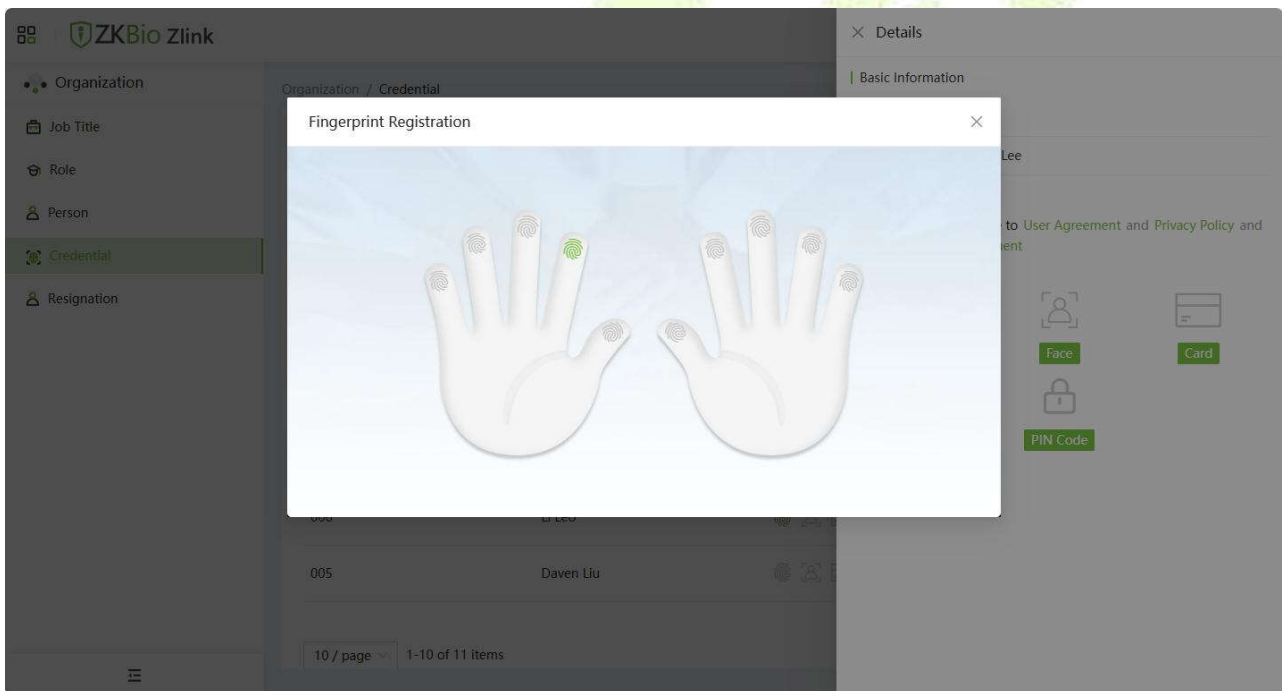 ZKBio Zlink
Details
Organization
Organization / Credential
Basic Information
Job Title
Fingerprint Registration
Role
Lee
Person
to User Agreement and Privacy Policy and
Credential
Resignation
Face
Card
PIN Code
005
Daven Liu
10 / page
1-10 of 11 items